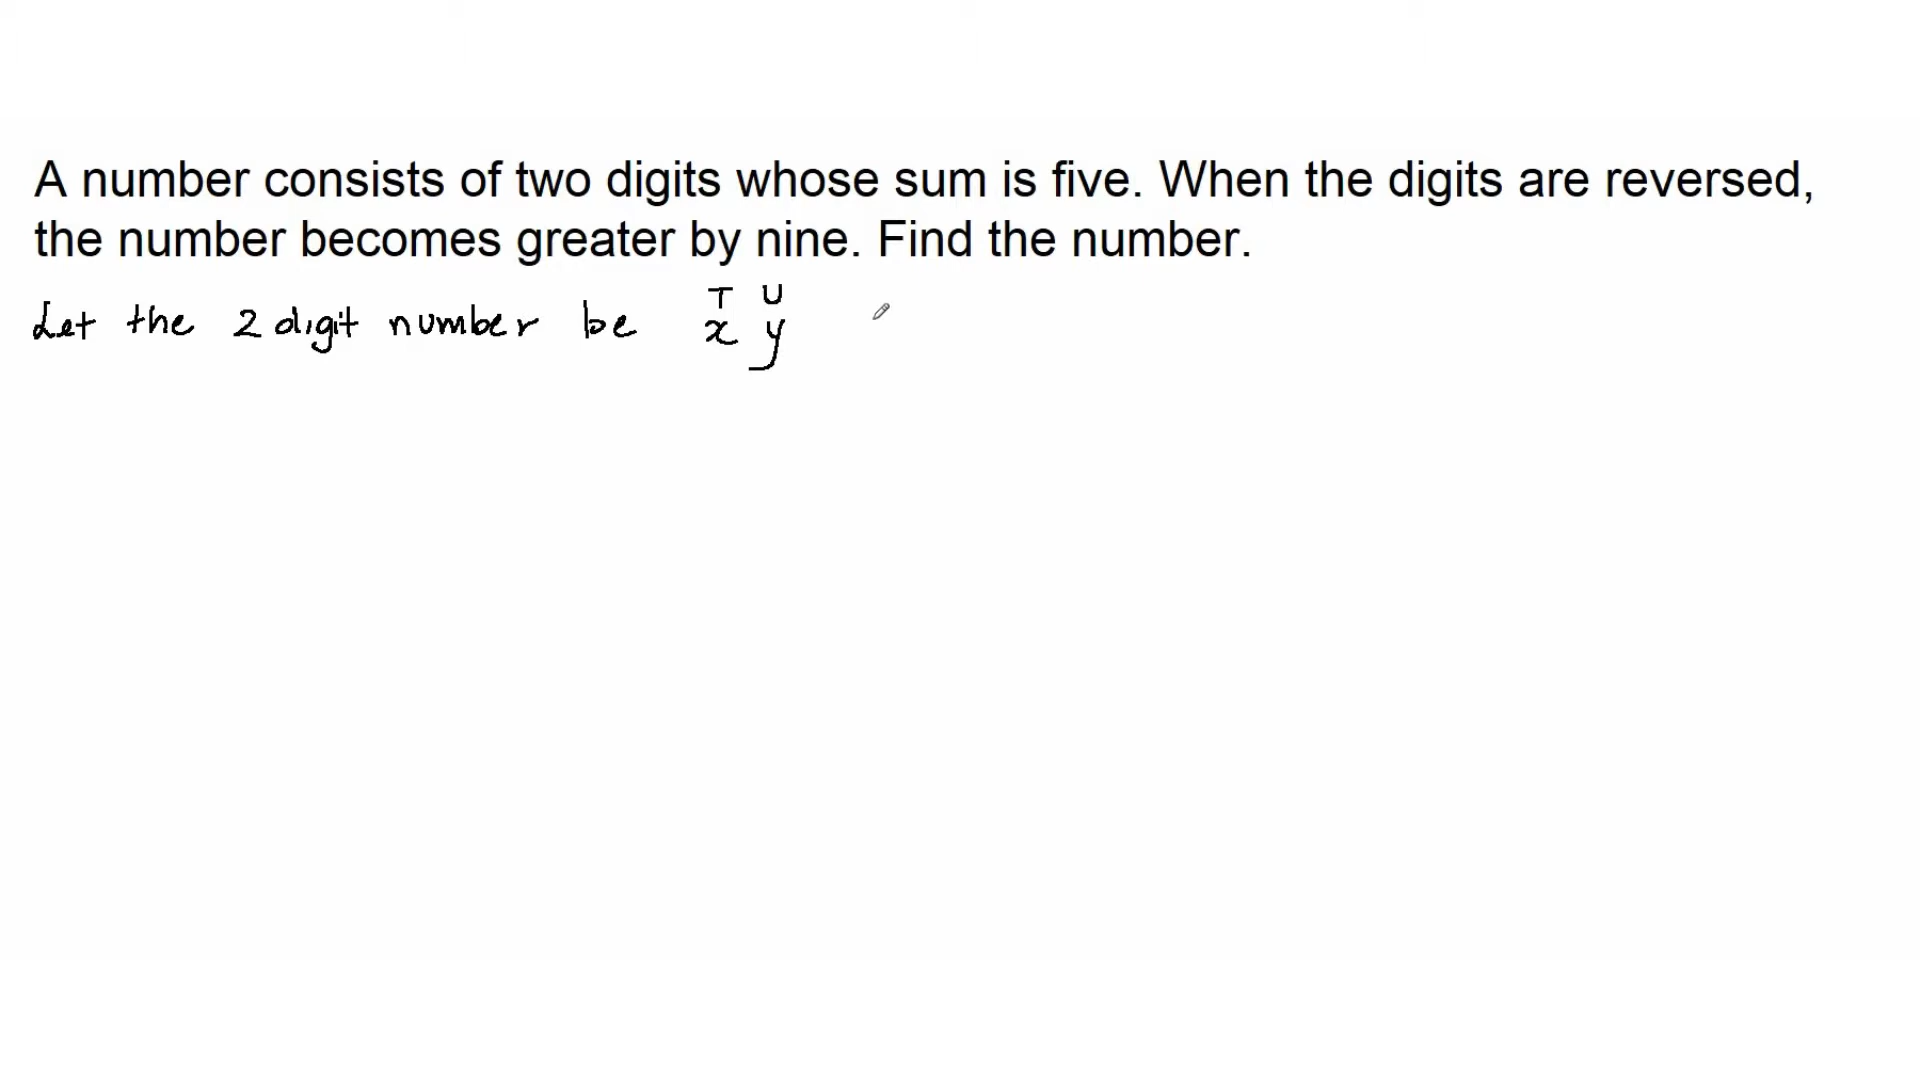 A number consists of two digits whose sum is five. When the digits are reversed,
the number becomes greater by nine. Find the number.
T U
Let the 2 digit number be x y